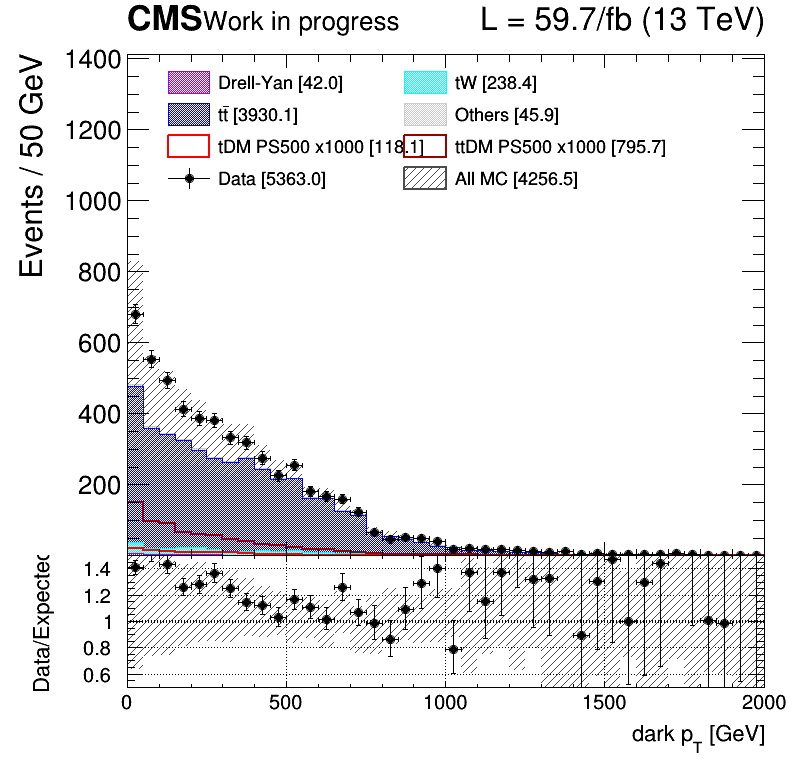 CMS Work in progress L = 59.7/fb (13 TeV)
Events / 50 GeV
1400
1200
1000
800
600
400
200
Drell-Yan [42.0] tW [238.4]
tt̄ [3930.1] Others [45.9]
tDM PS500 x1000 [118.1] ttDM PS500 x1000 [795.7]
Data [5363.0] All MC [4256.5]
Data/Expected
1.4
1.2
1
0.8
0.6
0 500 1000 1500 2000
dark p_T [GeV]